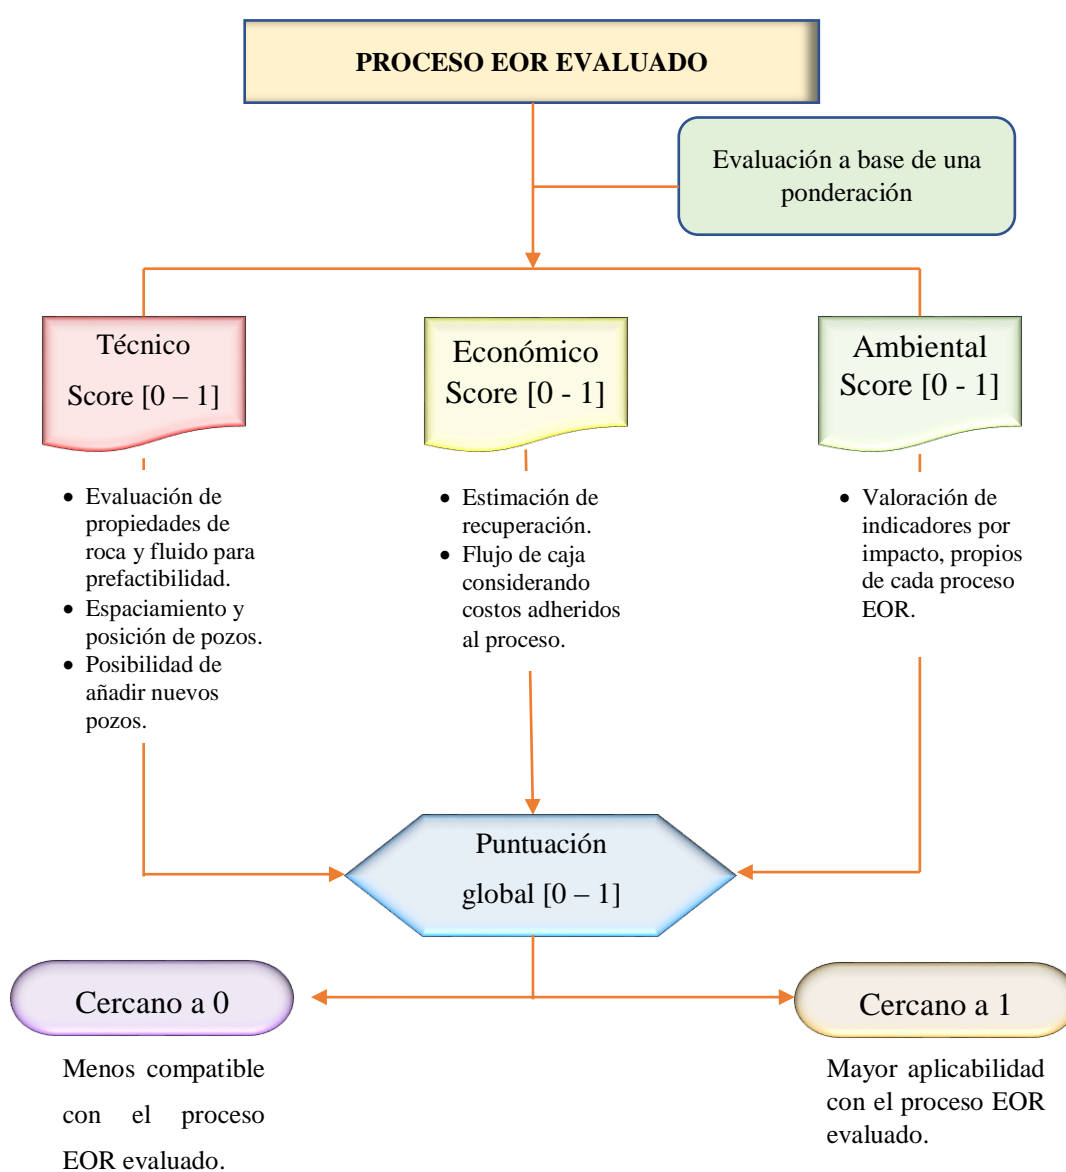 PROCESO EOR EVALUADO
Evaluación a base de una
ponderación
Técnico
Score [0 – 1]
Económico
Score [0 - 1]
Ambiental
Score [0 - 1]
• Evaluación de
propiedades de
roca y fluido para
prefactibilidad.
• Espaciamiento y
posición de pozos.
• Posibilidad de
añadir nuevos
pozos.
• Estimación de
recuperación.
• Flujo de caja
considerando
costos adheridos
al proceso.
• Valoración de
indicadores por
impacto, propios
de cada proceso
EOR.
Puntuación
global [0 – 1]
Cercano a 0
Menos compatible
con el proceso
EOR evaluado.
Cercano a 1
Mayor aplicabilidad
con el proceso EOR
evaluado.